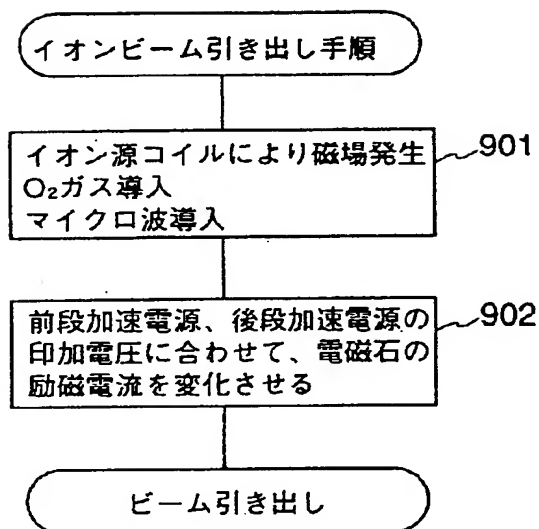 イオンビーム引き出し手順
イオン源コイルにより磁場発生
O₂ガス導入
マイクロ波導入
901
前段加速電源、後段加速電源の
印加電圧に合わせて、電磁石の
励磁電流を変化させる
902
ビーム引き出し